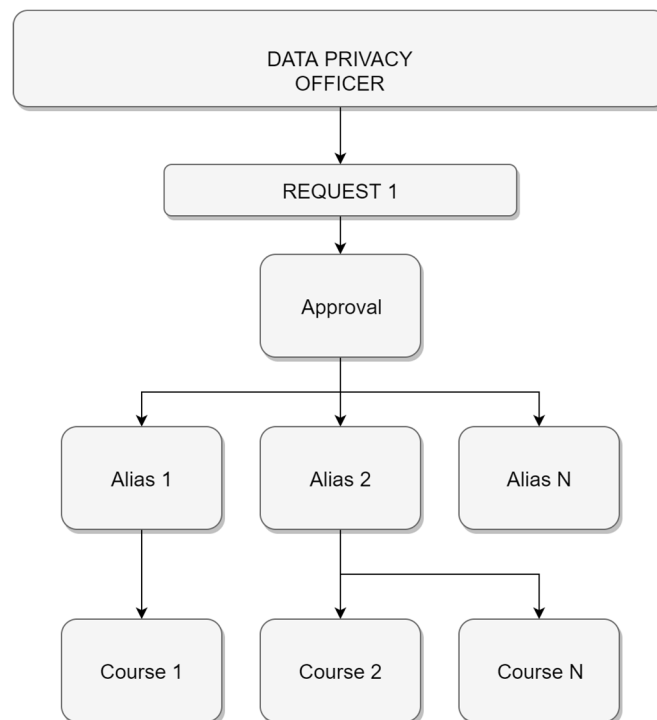 DATA PRIVACY
OFFICER
REQUEST 1
Approval
Alias 1
Alias 2
Alias N
Course 1
Course 2
Course N